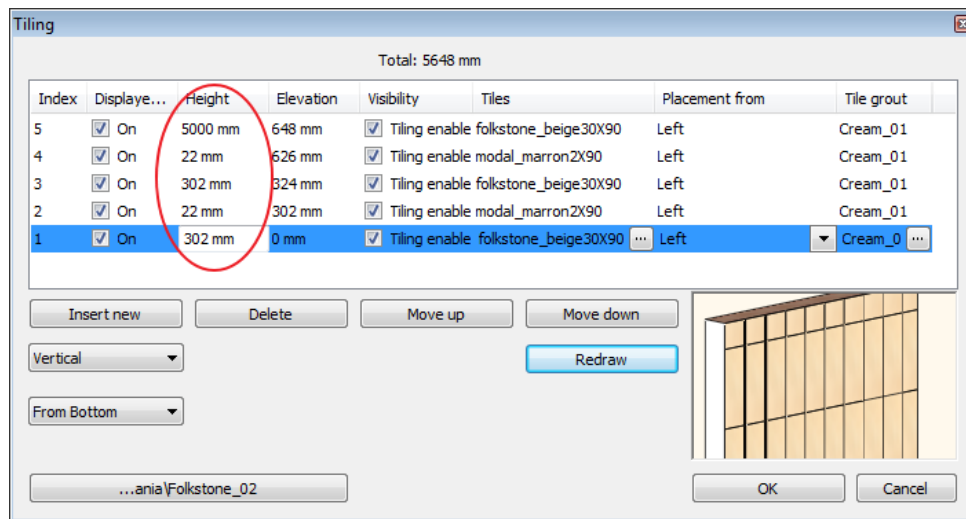 Tiling
Total: 5648 mm
Index Displaye... Height Elevation Visibility Tiles Placement from Tile grout
5 On 5000 mm 648 mm Tiling enable folkstone_beige30X90 Left Cream_01
4 On 22 mm 626 mm Tiling enable modal_marron2X90 Left Cream_01
3 On 302 mm 324 mm Tiling enable folkstone_beige30X90 Left Cream_01
2 On 22 mm 302 mm Tiling enable modal_marron2X90 Left Cream_01
1 On 302 mm 0 mm Tiling enable folkstone_beige30X90 ... Left Cream_0 ...
Insert new Delete Move up Move down
Vertical Redraw
From Bottom
...ania\Folkstone_02 OK Cancel